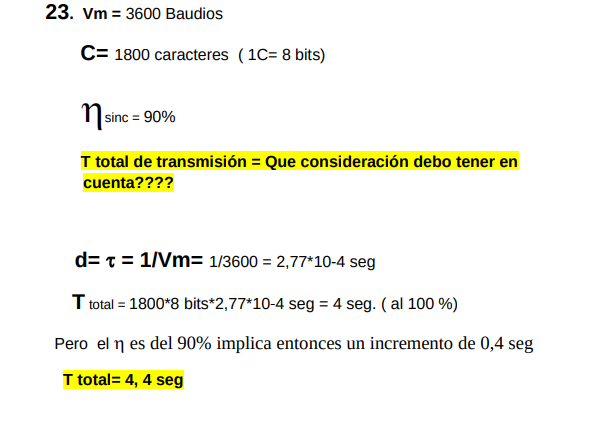 23. Vm = 3600 Baudios
C= 1800 caracteres ( 1C= 8 bits)
η sinc = 90%
T total de transmisión = Que consideración debo tener en
cuenta????
d= τ = 1/Vm= 1/3600 = 2,77*10-4 seg
T total = 1800*8 bits*2,77*10-4 seg = 4 seg. ( al 100 %)
Pero el η es del 90% implica entonces un incremento de 0,4 seg
T total= 4, 4 seg